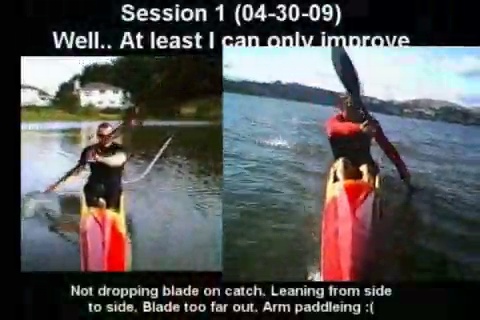 Session 1 (04-30-09)
Well.. At least I can only improve
Not dropping blade on catch. Leaning from side
to side. Blade too far out. Arm paddleing :(